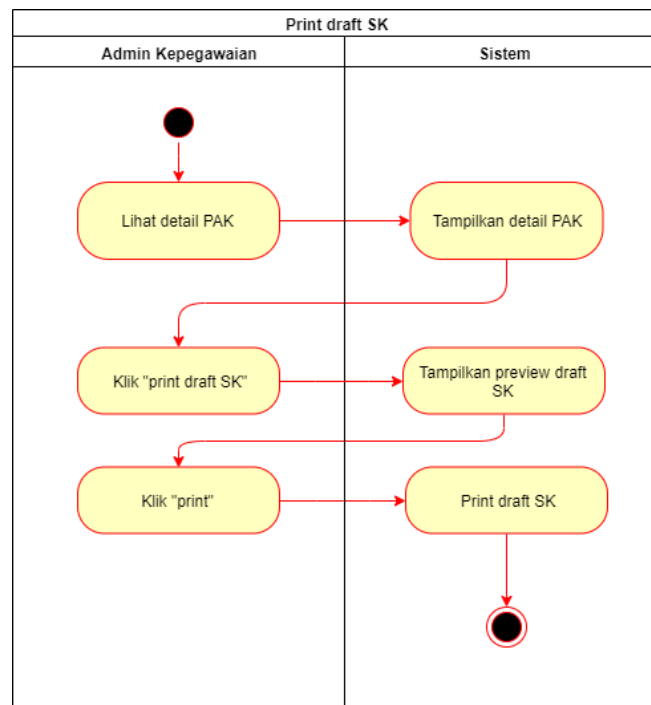 Print draft SK
Admin Kepegawaian
Sistem
Lihat detail PAK
Tampilkan detail PAK
Klik "print draft SK"
Tampilkan preview draft
SK
Klik "print"
Print draft SK